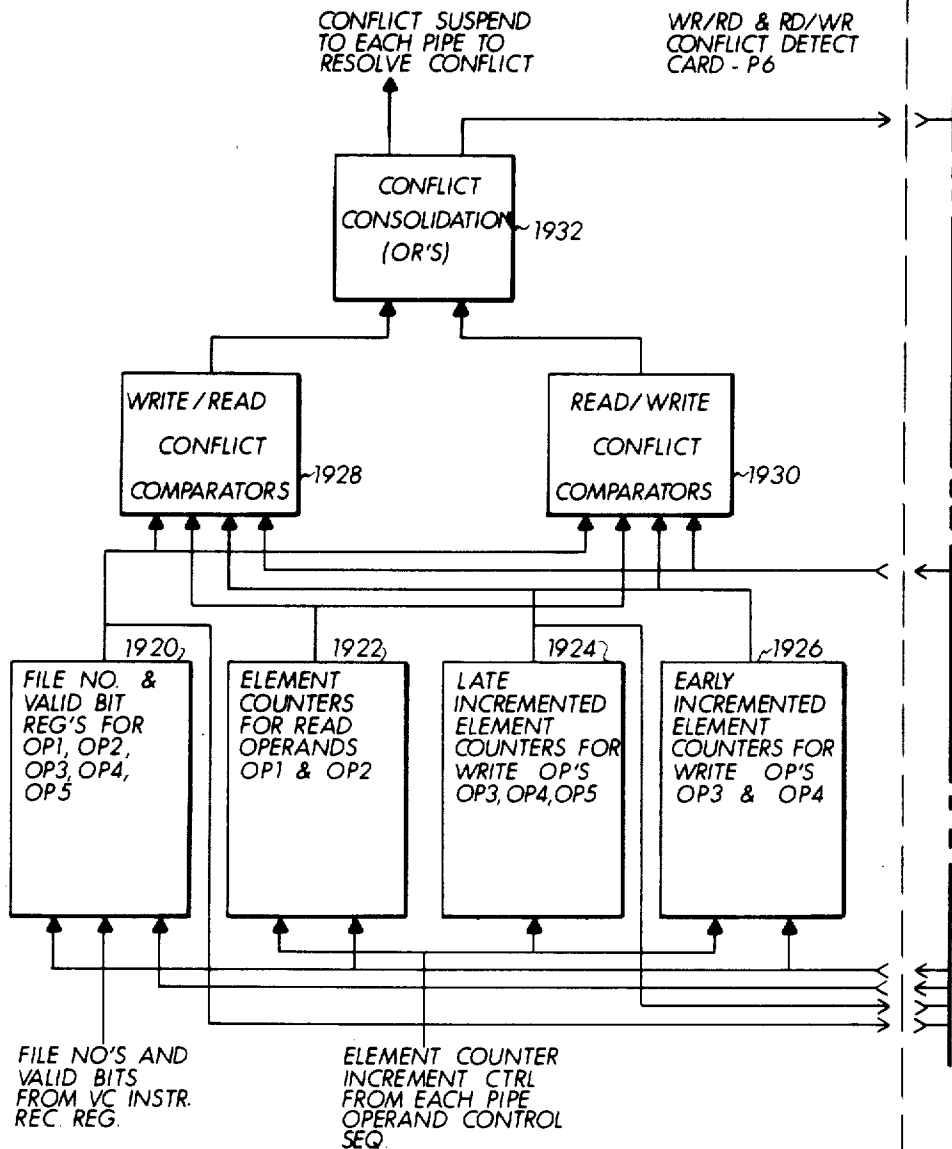 CONFLICT SUSPEND
TO EACH PIPE TO
RESOLVE CONFLICT
WR/RD & RD/WR
CONFLICT DETECT
CARD - P6
CONFLICT
CONSOLIDATION
(OR'S)
1932
WRITE/READ
CONFLICT
COMPARATORS
1928
READ/WRITE
CONFLICT
COMPARATORS
1930
1920
FILE NO. &
VALID BIT
REG'S FOR
OP1, OP2,
OP3, OP4,
OP5
1922
ELEMENT
COUNTERS
FOR READ
OPERANDS
OP1 & OP2
1924
LATE
INCREMENTED
ELEMENT
COUNTERS FOR
WRITE OP'S
OP3, OP4, OP5
1926
EARLY
INCREMENTED
ELEMENT
COUNTERS FOR
WRITE OP'S
OP3 & OP4
FILE NO'S AND
VALID BITS
FROM VC INSTR.
REC. REG.
ELEMENT COUNTER
INCREMENT CTRL
FROM EACH PIPE
OPERAND CONTROL
SEQ.